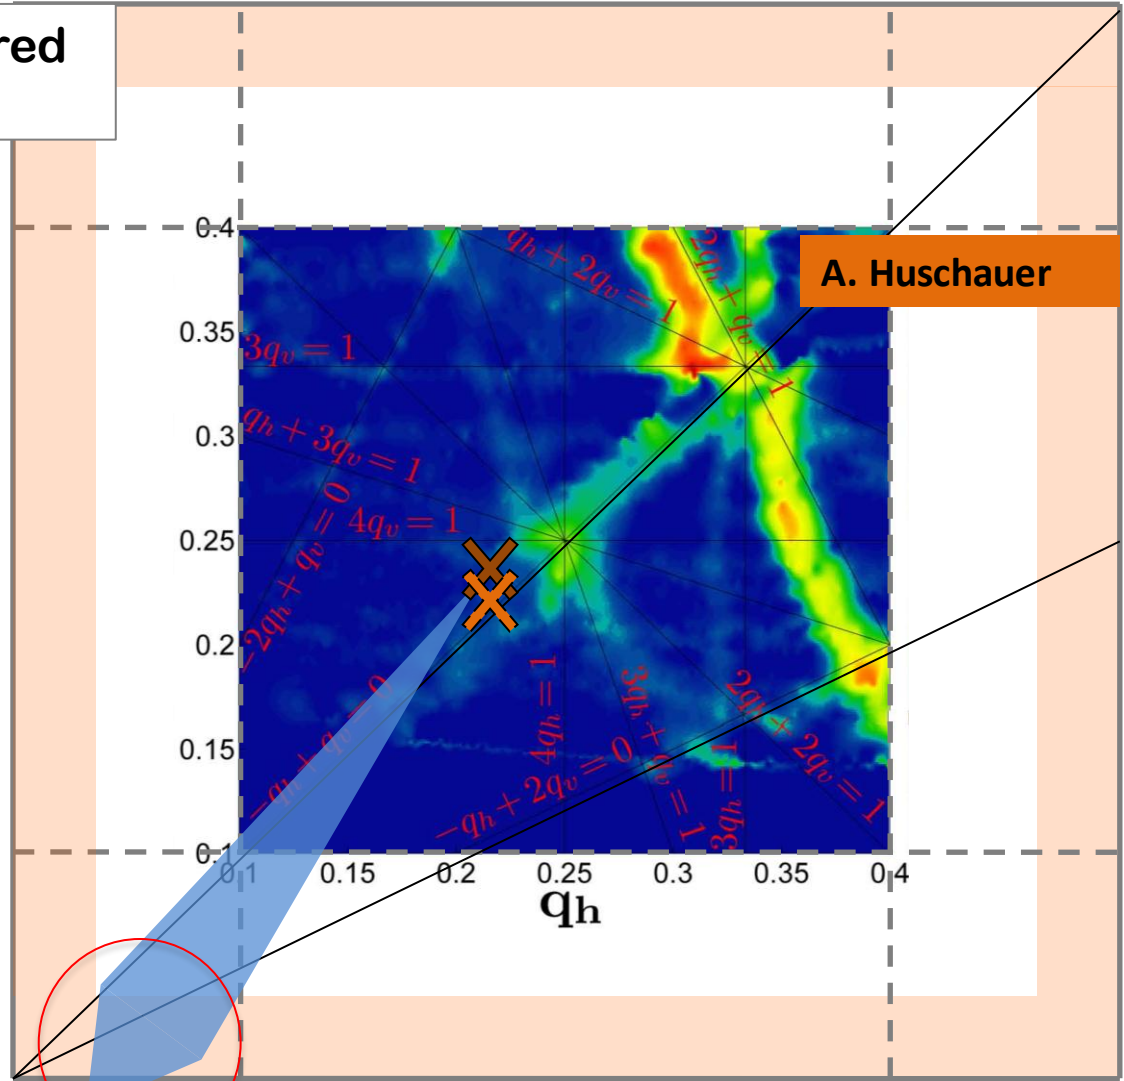 red
A. Huschauer
0.4
0.35
0.3
0.25
0.2
0.15
0.1
qh + 2qv = 1
2qh + qv = 1
3qv = 1
qh + 3qv = 1
4qv = 1
−2qh + qv = 0
−qh + qv = 0
4qh = 1
3qh + qv = 1
2qh + 2qv = 1
−qh + 2qv = 0
3qh = 1
0.1
0.15
0.2
0.25
0.3
0.35
0.4
qh